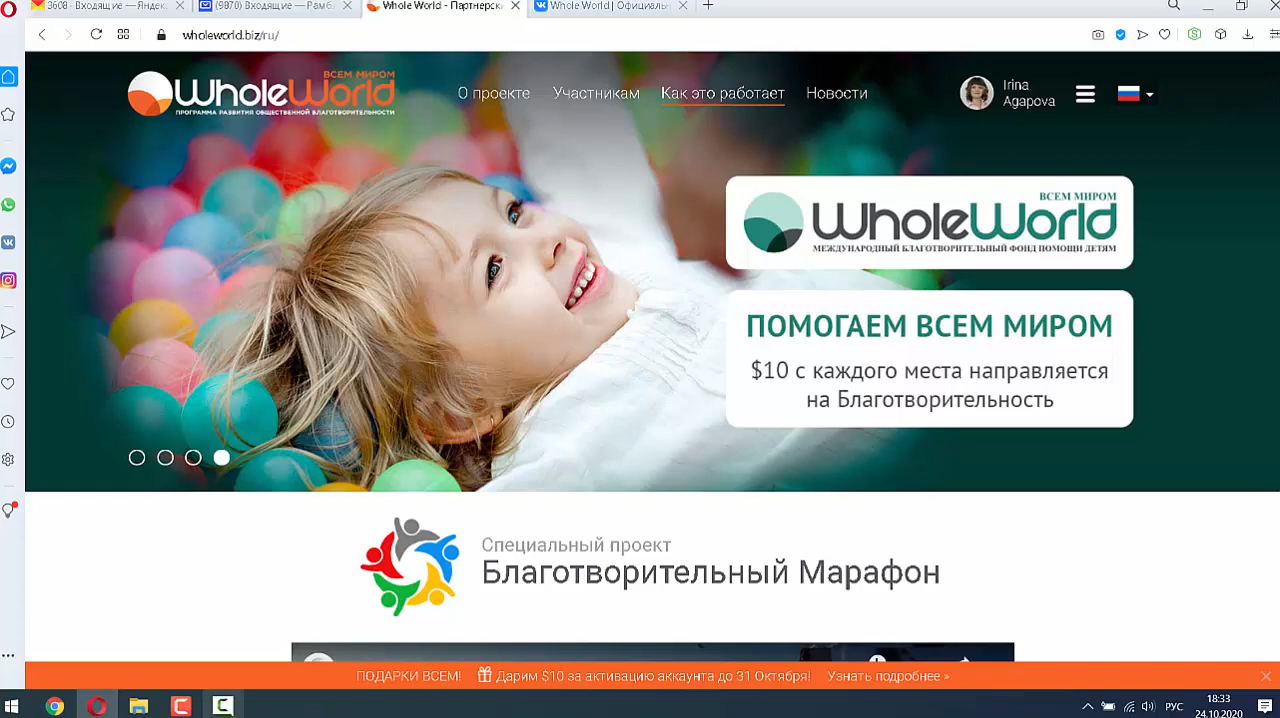 3608 · Входящие — Яндекс
(9870) Входящие — Рамб
Whole World - Партнерска
Whole World | Официальн
wholeworld.biz/ru/
ВСЕМ МИРОМ
WholeWorld
ПРОГРАММА РАЗВИТИЯ ОБЩЕСТВЕННОЙ БЛАГОТВОРИТЕЛЬНОСТИ
О проекте
Участникам
Как это работает
Новости
Irina
Agapova
ВСЕМ МИРОМ
WholeWorld
МЕЖДУНАРОДНЫЙ БЛАГОТВОРИТЕЛЬНЫЙ ФОНД ПОМОЩИ ДЕТЯМ
ПОМОГАЕМ ВСЕМ МИРОМ
$10 с каждого места направляется
на Благотворительность
Специальный проект
Благотворительный Марафон
ПОДАРКИ ВСЕМ! Дарим $10 за активацию аккаунта до 31 Октября! Узнать подробнее »
18:33
РУС
24.10.2020